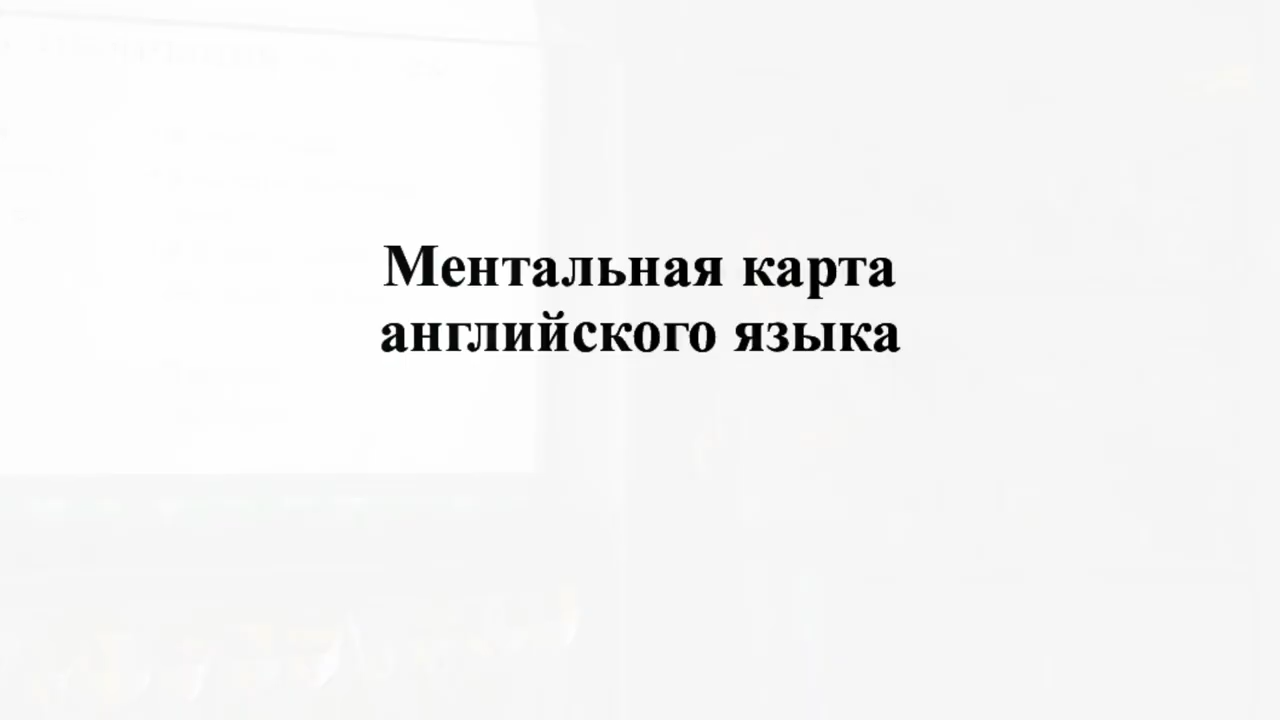 Ментальная карта
английского языка